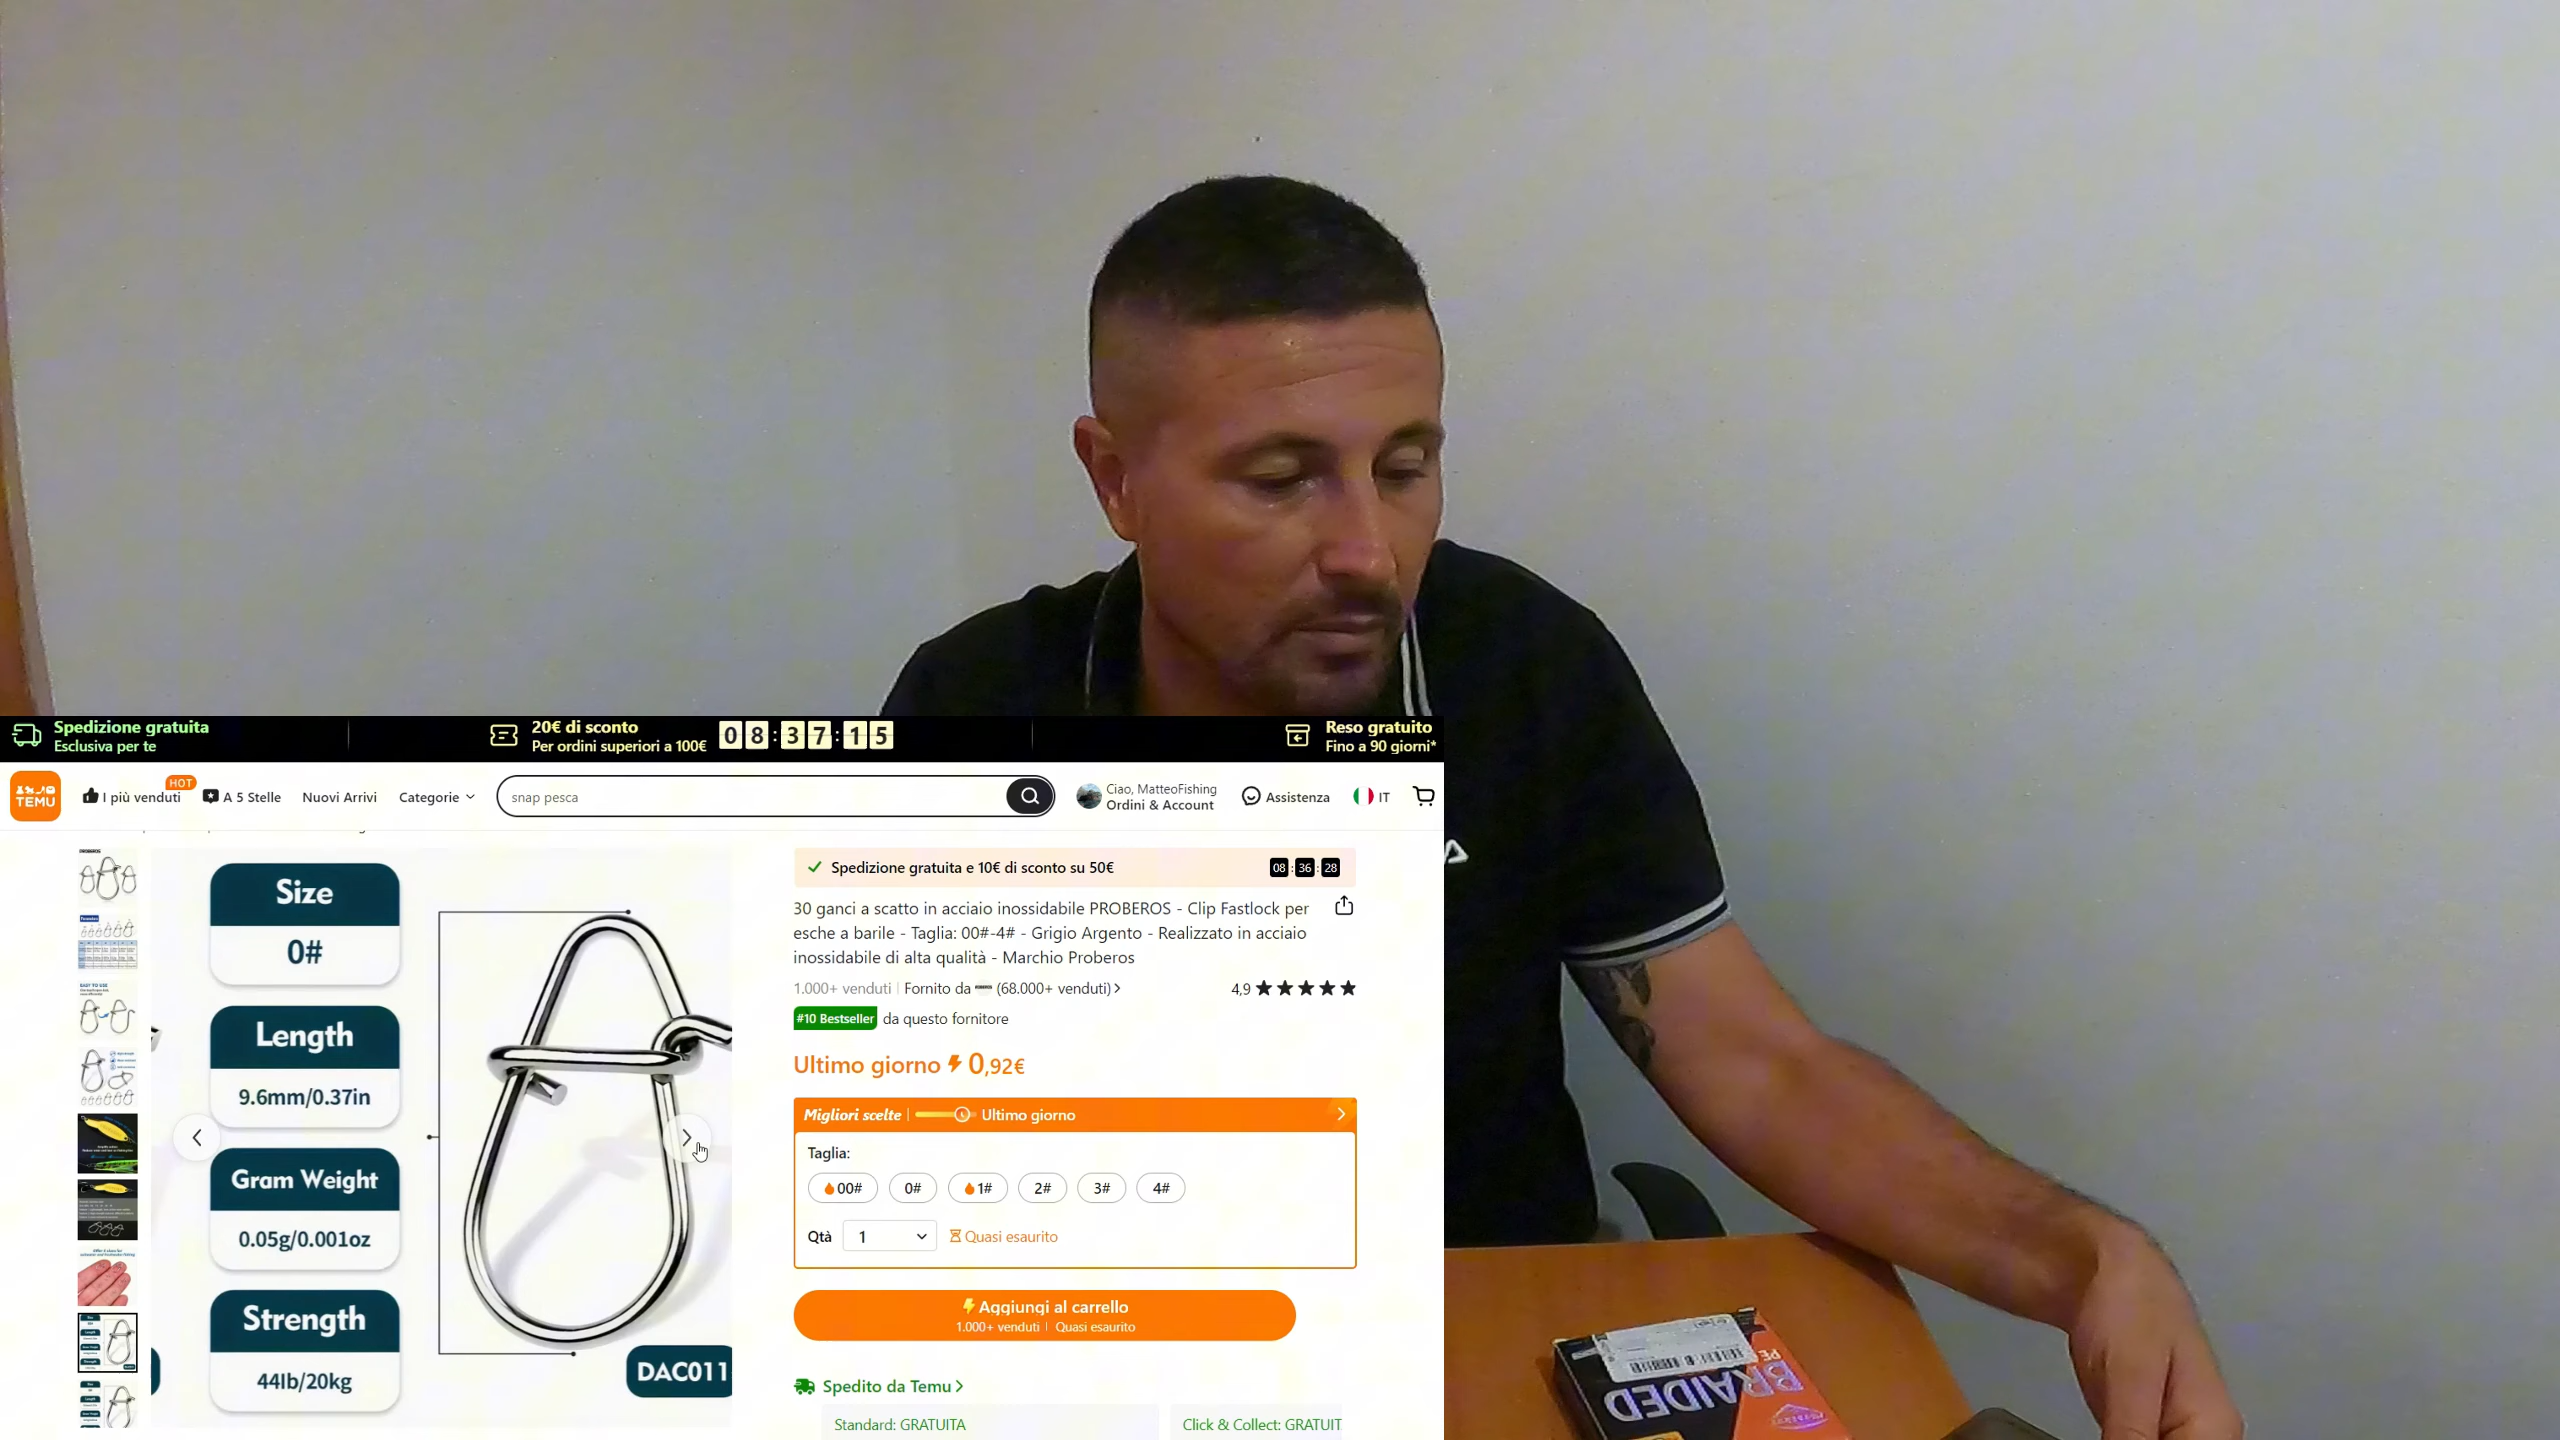 Spedizione gratuita
Esclusiva per te
20€ di sconto
Per ordini superiori a 100€
08:37:15
Reso gratuito
Fino a 90 giorni*
TEMU
I più venduti
HOT
A 5 Stelle
Nuovi Arrivi
Categorie
snap pesca
Ciao, MatteoFishing
Ordini & Account
Assistenza
IT
Size
0#
Length
9.6mm/0.37in
Gram Weight
0.05g/0.001oz
Strength
44lb/20kg
DAC011
EASY TO USE
Spedizione gratuita e 10€ di sconto su 50€
08:36:28
30 ganci a scatto in acciaio inossidabile PROBEROS - Clip Fastlock per
esche a barile - Taglia: 00#-4# - Grigio Argento - Realizzato in acciaio
inossidabile di alta qualità - Marchio Proberos
1.000+ venduti | Fornito da (68.000+ venduti)
4,9
#10 Bestseller da questo fornitore
Ultimo giorno 0,92€
Migliori scelte | Ultimo giorno
Taglia:
00#
0#
1#
2#
3#
4#
Qtà 1 Quasi esaurito
Aggiungi al carrello
1.000+ venduti | Quasi esaurito
Spedito da Temu
Standard: GRATUITA
Click & Collect: GRATUIT
BRAIDED
PE